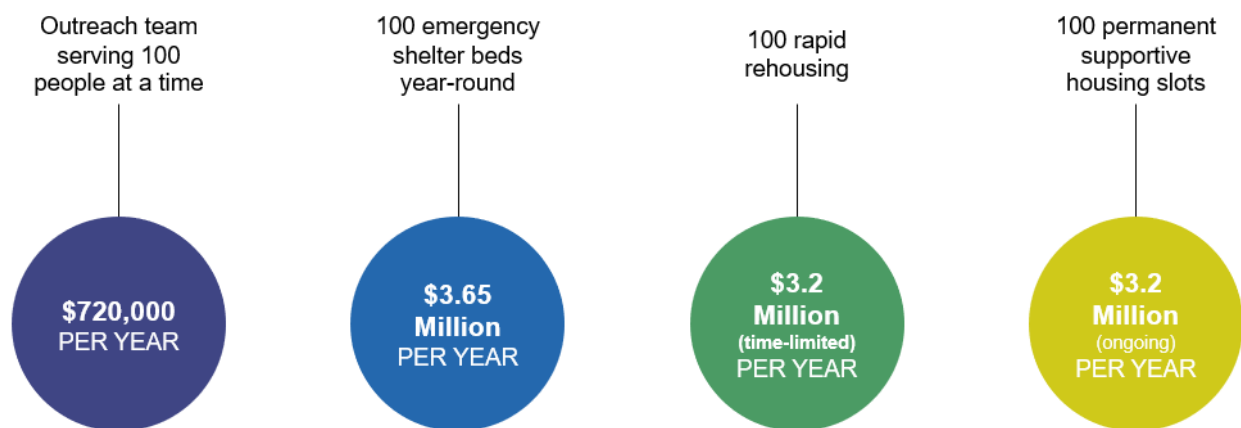 Outreach team
serving 100
people at a time
100 emergency
shelter beds
year-round
100 rapid
rehousing
100 permanent
supportive
housing slots
$720,000
PER YEAR
$3.65
Million
PER YEAR
$3.2
Million
(time-limited)
PER YEAR
$3.2
Million
(ongoing)
PER YEAR